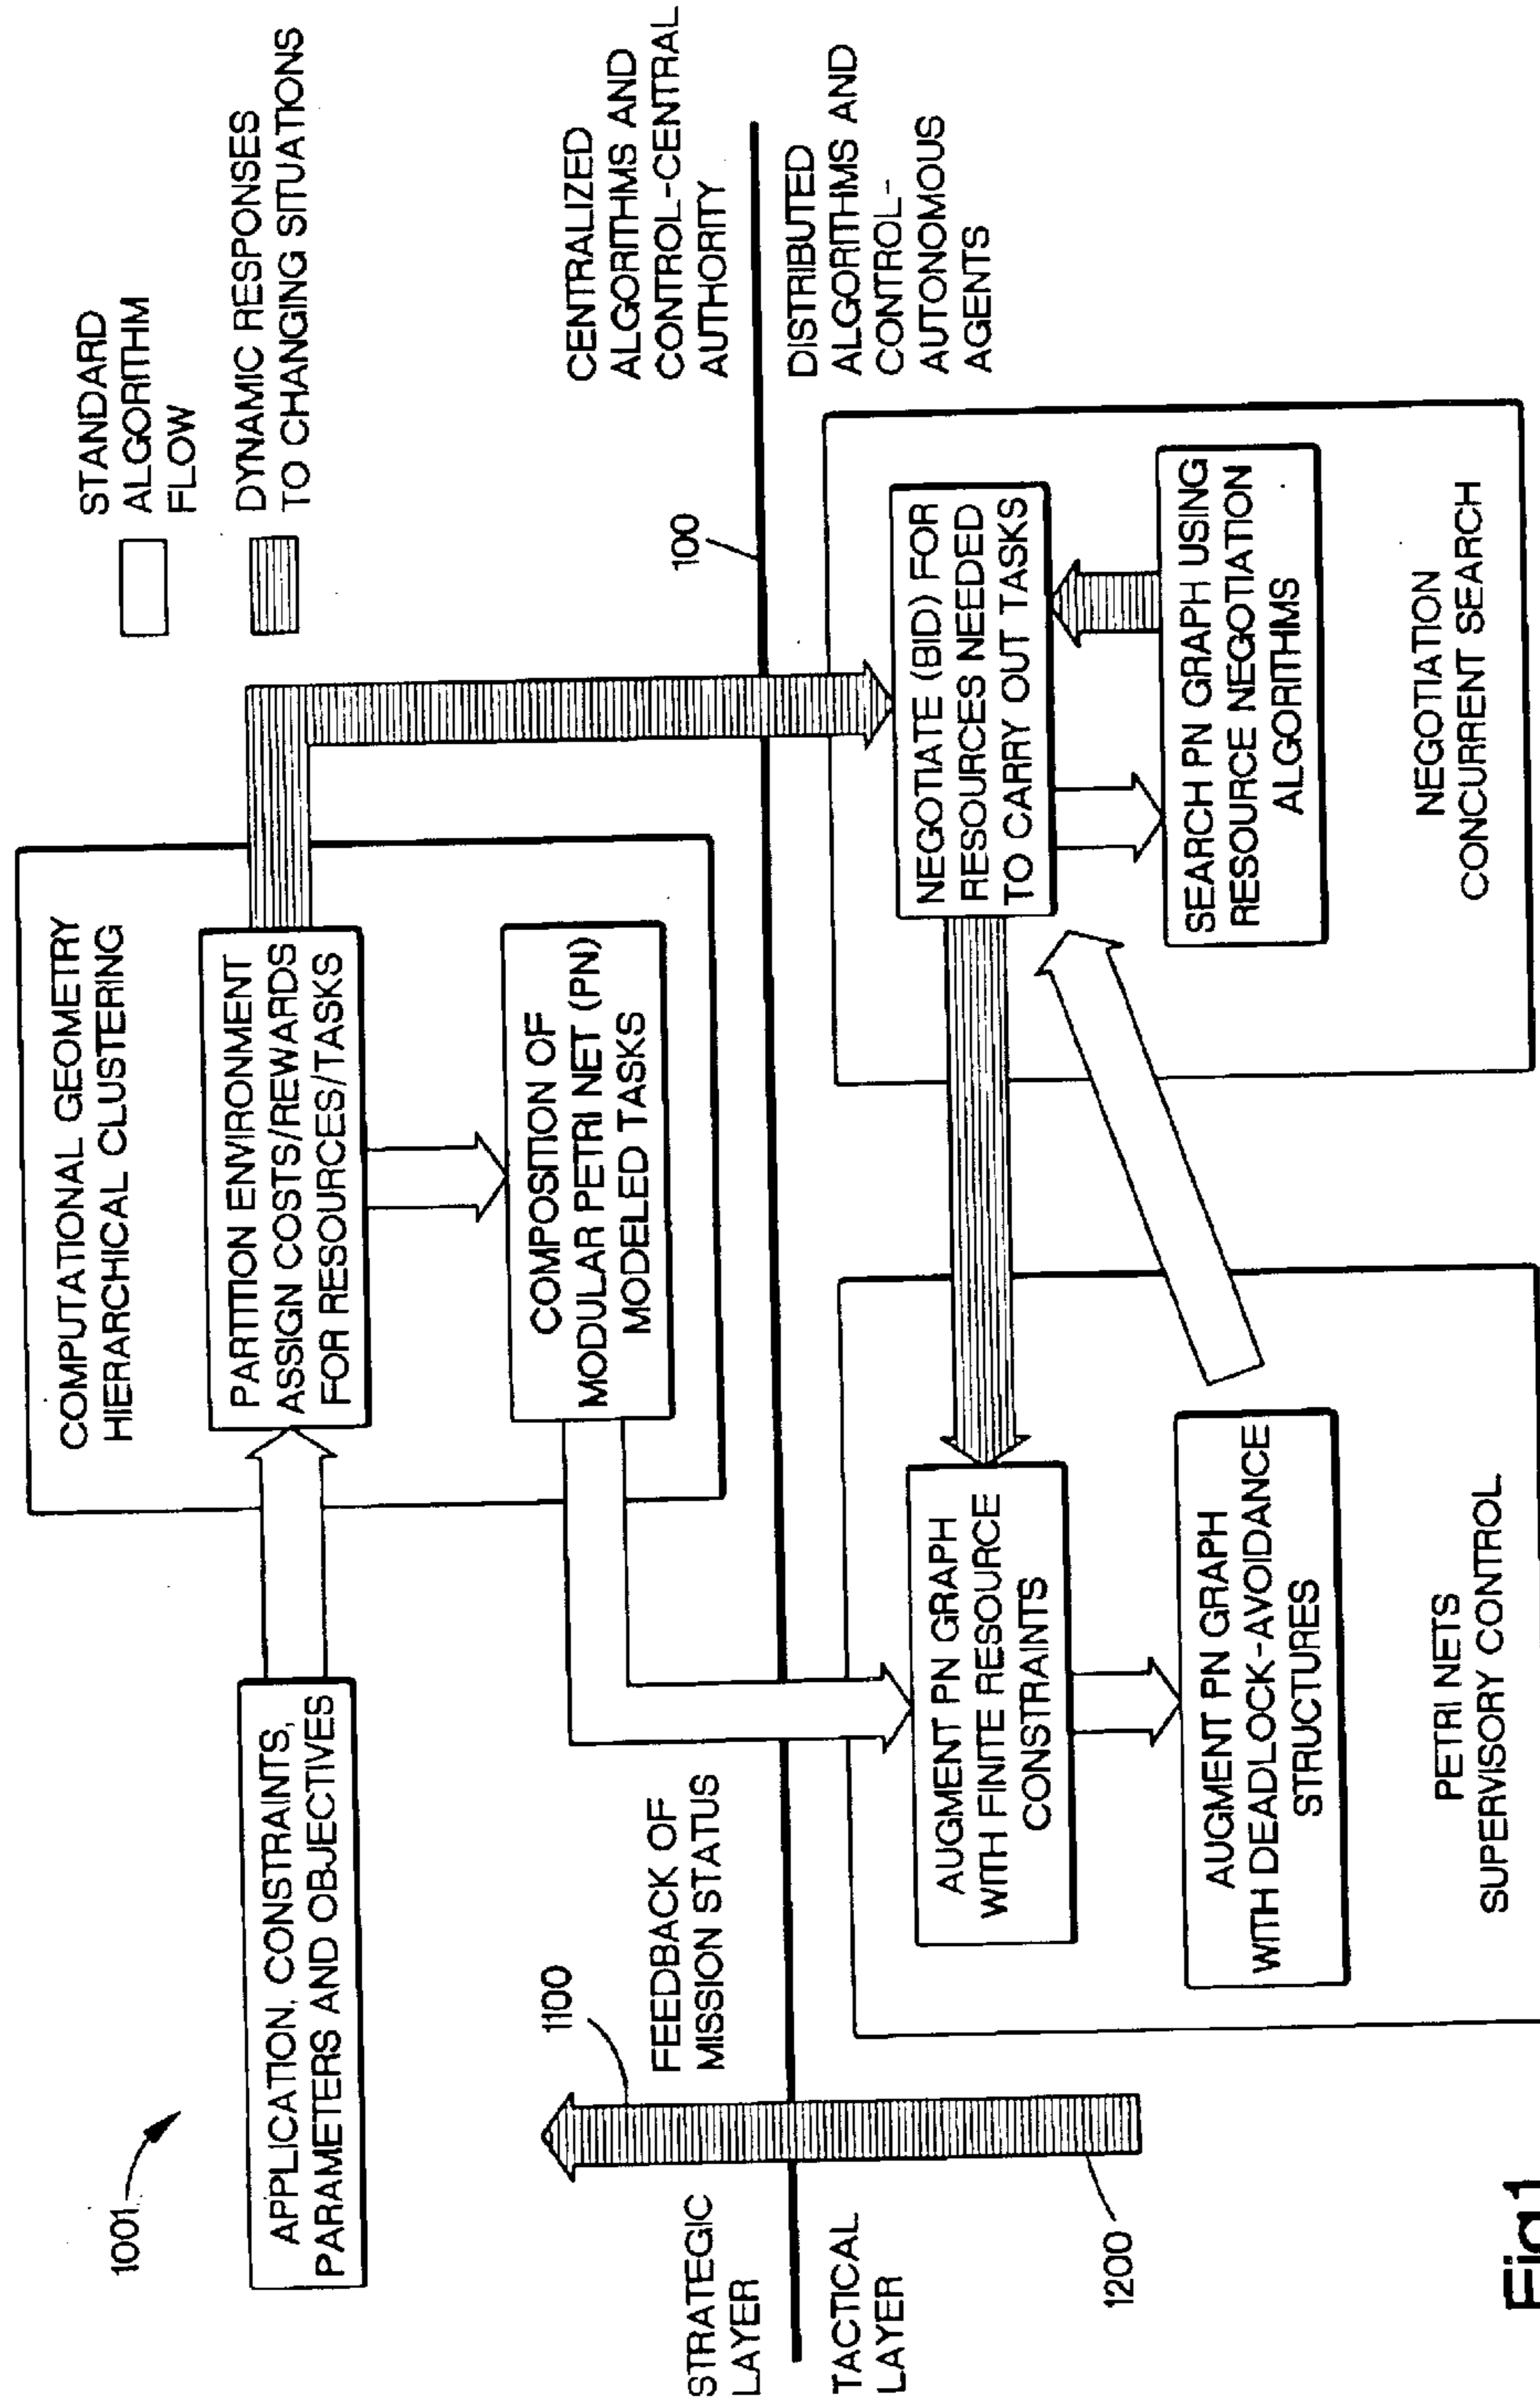 1001
STANDARD
ALGORITHM
FLOW
DYNAMIC RESPONSES
TO CHANGING SITUATIONS
APPLICATION, CONSTRAINTS,
PARAMETERS AND OBJECTIVES
COMPUTATIONAL GEOMETRY
HIERARCHICAL CLUSTERING
PARTITION ENVIRONMENT
ASSIGN COSTS/REWARDS
FOR RESOURCES/TASKS
COMPOSITION OF
MODULAR PETRI NET (PN)
MODELED TASKS
1100
FEEDBACK OF
MISSION STATUS
STRATEGIC
LAYER
100
CENTRALIZED
ALGORITHMS AND
CONTROL-CENTRAL
AUTHORITY
TACTICAL
LAYER
1200
DISTRIBUTED
ALGORITHMS AND
CONTROL-
AUTONOMOUS
AGENTS
AUGMENT PN GRAPH
WITH FINITE RESOURCE
CONSTRAINTS
AUGMENT PN GRAPH
WITH DEADLOCK-AVOIDANCE
STRUCTURES
PETRI NETS
SUPERVISORY CONTROL
NEGOTIATE (BID) FOR
RESOURCES NEEDED
TO CARRY OUT TASKS
SEARCH PN GRAPH USING
RESOURCE NEGOTIATION
ALGORITHMS
NEGOTIATION
CONCURRENT SEARCH
Fig1